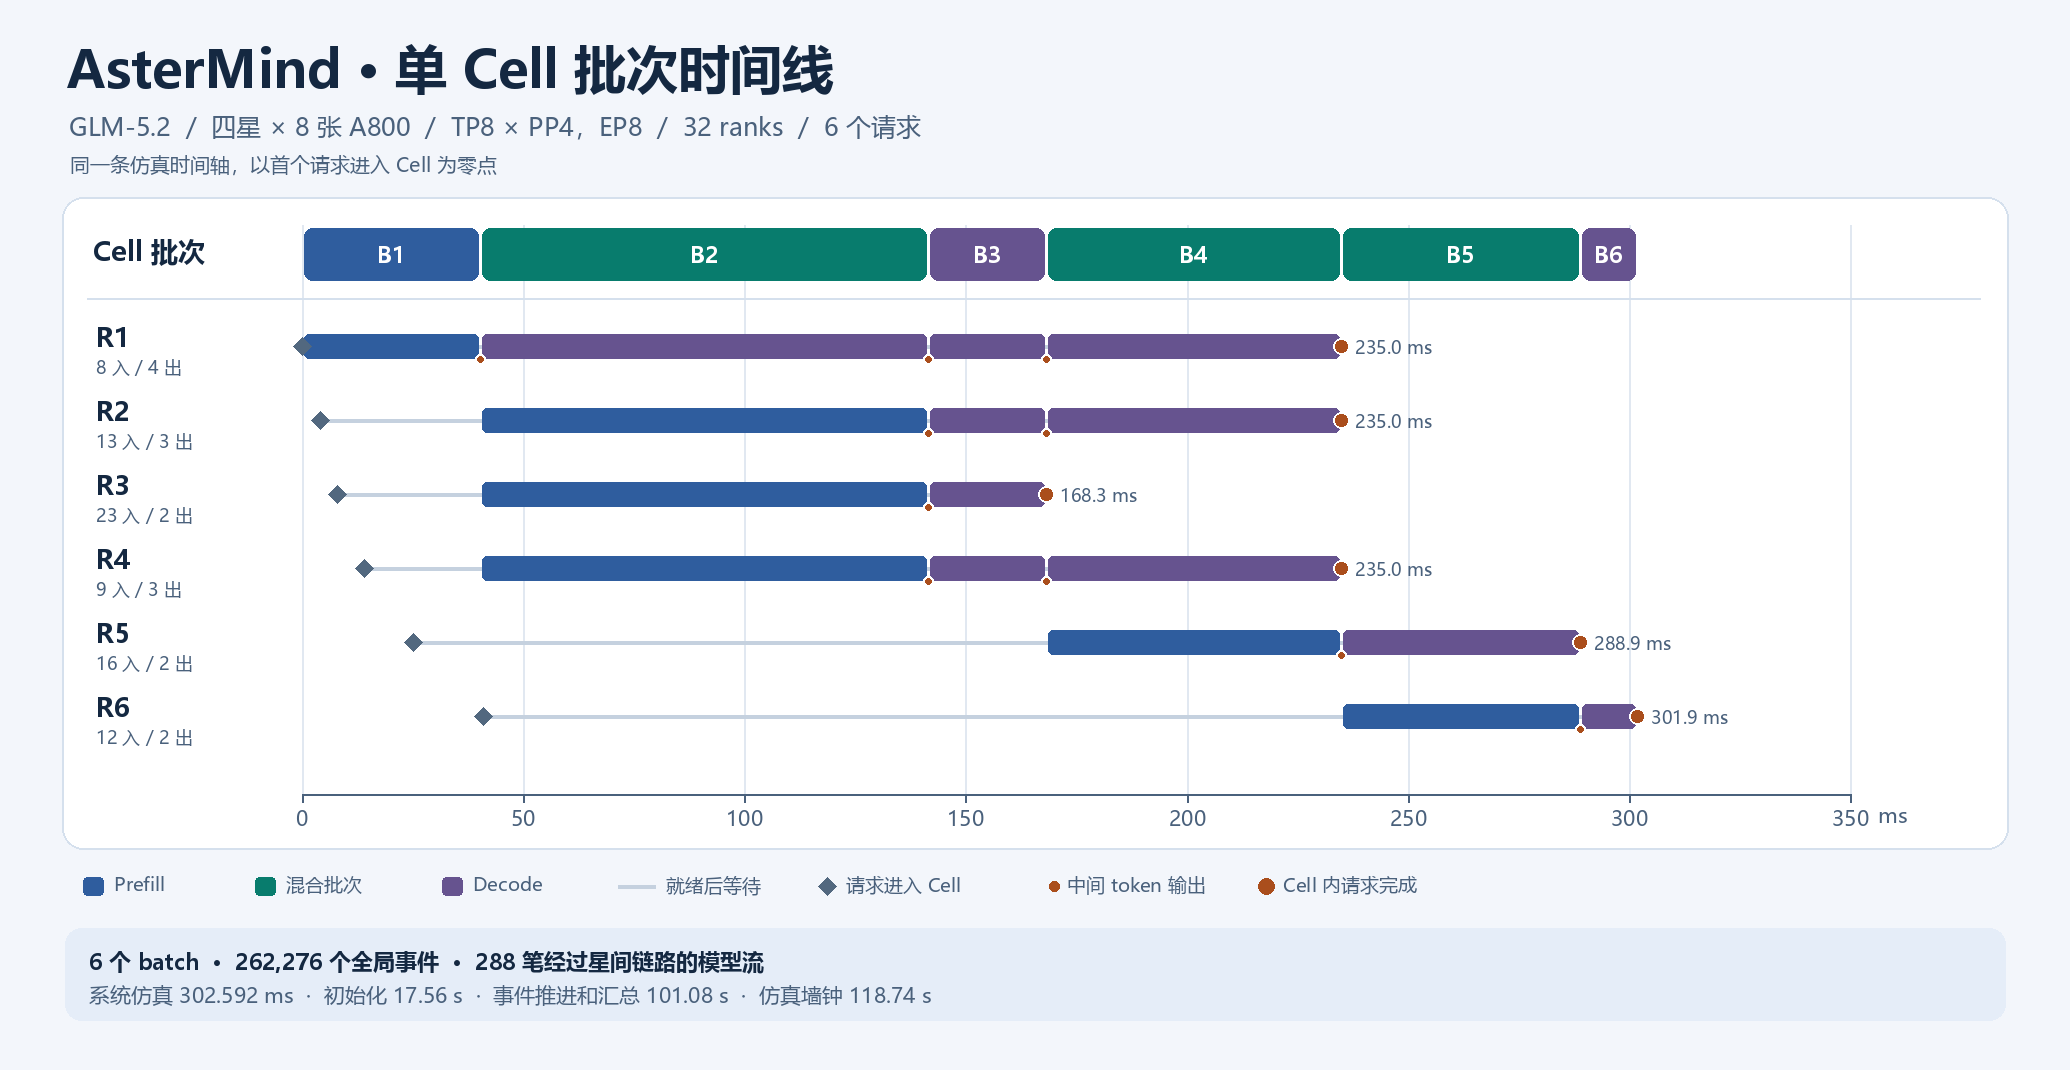 AsterMind • 单 Cell 批次时间线
GLM-5.2 / 四星 × 8 张 A800 / TP8 × PP4，EP8 / 32 ranks / 6 个请求
同一条仿真时间轴，以首个请求进入 Cell 为零点
Cell 批次
B1 B2 B3 B4 B5 B6
R1
235.0 ms
8 入 / 4 出
R2
235.0 ms
13 入 / 3 出
R3
168.3 ms
23 入 / 2 出
R4
235.0 ms
9 入 / 3 出
R5
288.9 ms
16 入 / 2 出
R6
301.9 ms
12 入 / 2 出
0 50 100 150 200 250 300 350 ms
Prefill 混合批次 Decode 就绪后等待 请求进入 Cell 中间 token 输出 Cell 内请求完成
6 个 batch • 262,276 个全局事件 • 288 笔经过星间链路的模型流
系统仿真 302.592 ms · 初始化 17.56 s · 事件推进和汇总 101.08 s · 仿真墙钟 118.74 s